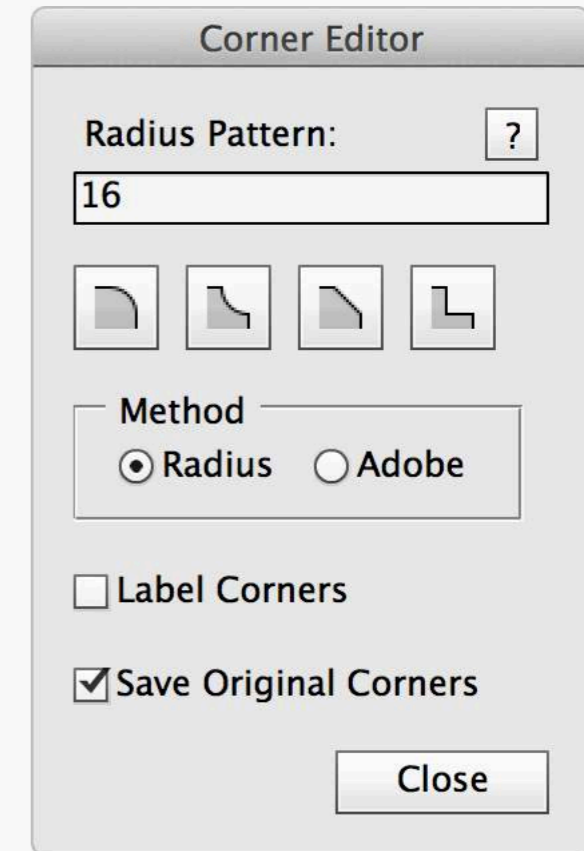 Corner Editor
Radius Pattern:
?
16
Method
Radius
Adobe
Label Corners
Save Original Corners
Close